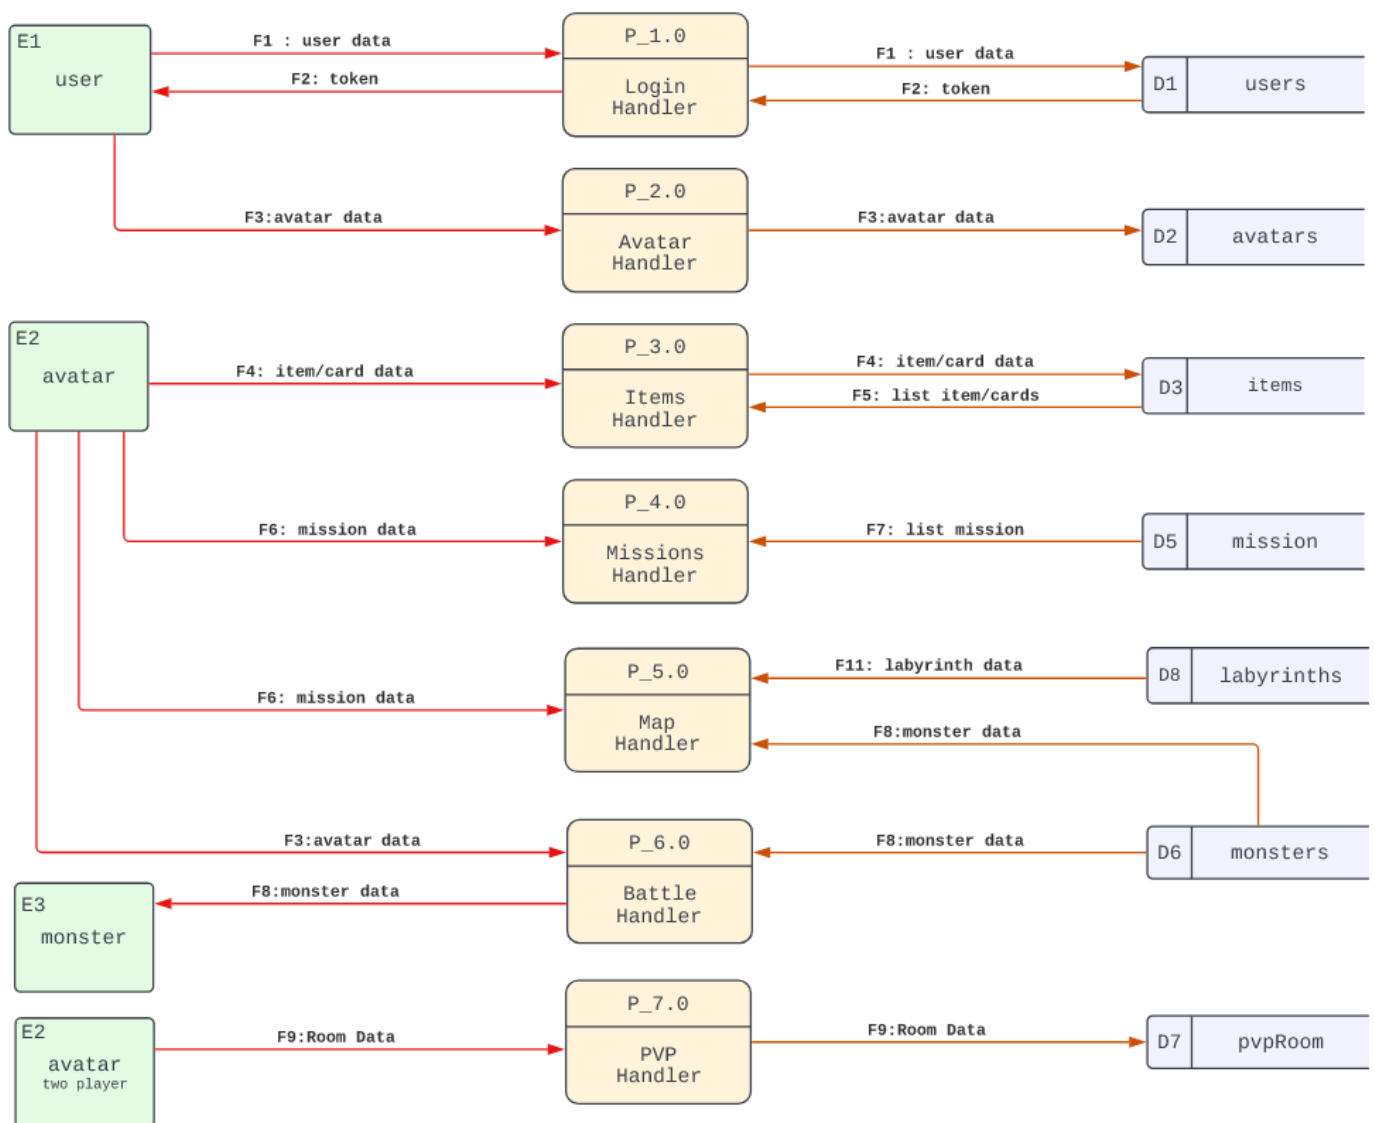 E1
user
F1 : user data
F2: token
P_1.0
Login
Handler
F1 : user data
F2: token
D1
users
F3:avatar data
P_2.0
Avatar
Handler
F3:avatar data
D2
avatars
E2
avatar
F4: item/card data
P_3.0
Items
Handler
F4: item/card data
F5: list item/cards
D3
items
F6: mission data
P_4.0
Missions
Handler
F7: list mission
D5
mission
F6: mission data
P_5.0
Map
Handler
F11: labyrinth data
D8
labyrinths
F8:monster data
F3:avatar data
P_6.0
Battle
Handler
F8:monster data
D6
monsters
E3
monster
F8:monster data
E2
avatar
two player
F9:Room Data
P_7.0
PVP
Handler
F9:Room Data
D7
pvpRoom